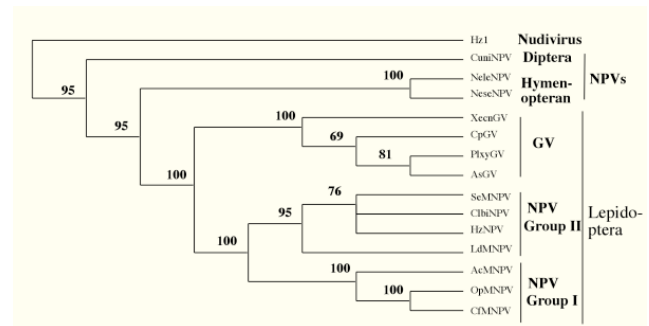 Hz1 Nudivirus
CuniNPV Diptera
95
100 NeleNPV Hymen-
NPVs
NeseNPV opteran
95
100 XecnGV
69 CpGV GV
100
81 PlxyGV
AsGV
76 SeMNPV NPV
95 ClbiNPV Group II
Lepido-
ptera
HzNPV
100
LdMNPV
100 AcMNPV NPV
100 OpMNPV Group I
CfMNPV